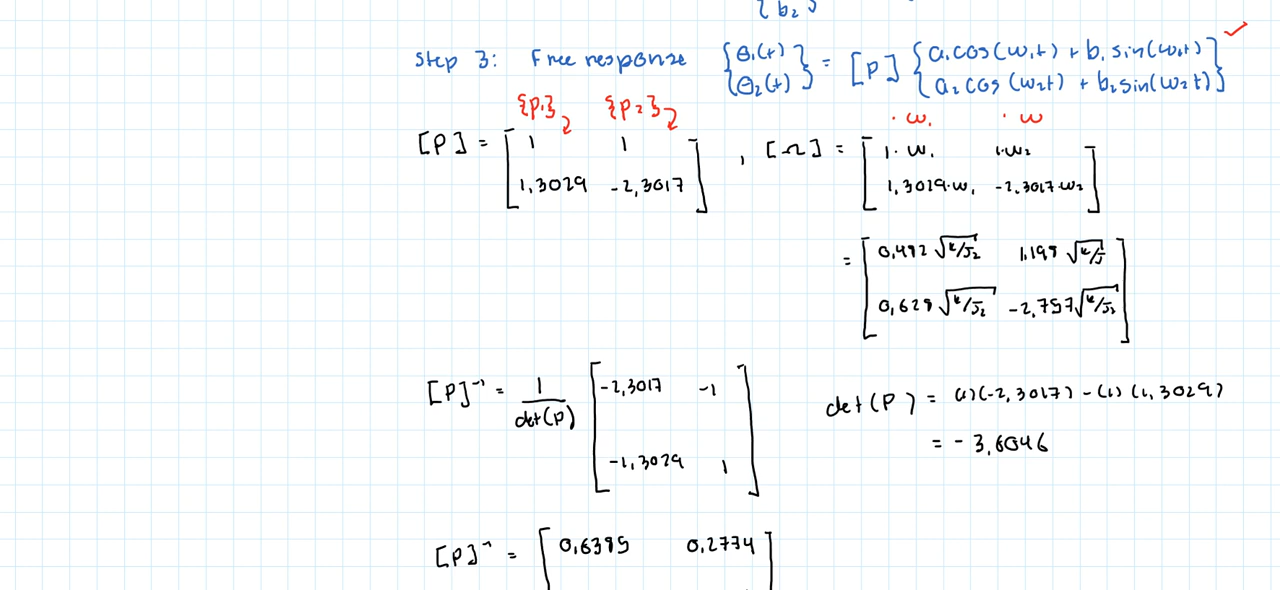 { b₂ }
Step 3: Free response {θ₁(t) θ₂(t)} = [P] {a₁cos(ω₁t) + b₁sin(ω₁t)
a₂cos(ω₂t) + b₂sin(ω₂t)} ✓
{p₁} {p₂} · ω₁ · ω
[P] = [ 1 1 , [Ω] = [ 1·ω₁ 1·ω₂
1,3029 -2,3017 ] 1,3029·ω₁ -2,3017·ω₂ ]
= [ 0,482 √k/J₂ 1,198 √k/J
0,628 √k/J₂ -2,757 √k/J₂ ]
[P]⁻¹ = 1/det(P) [ -2,3017 -1
-1,3029 1 ]
det(P) = (1)(-2,3017) - (1)(1,3029)
= -3,6046
[P]⁻¹ = [ 0,6385 0,2774 ]